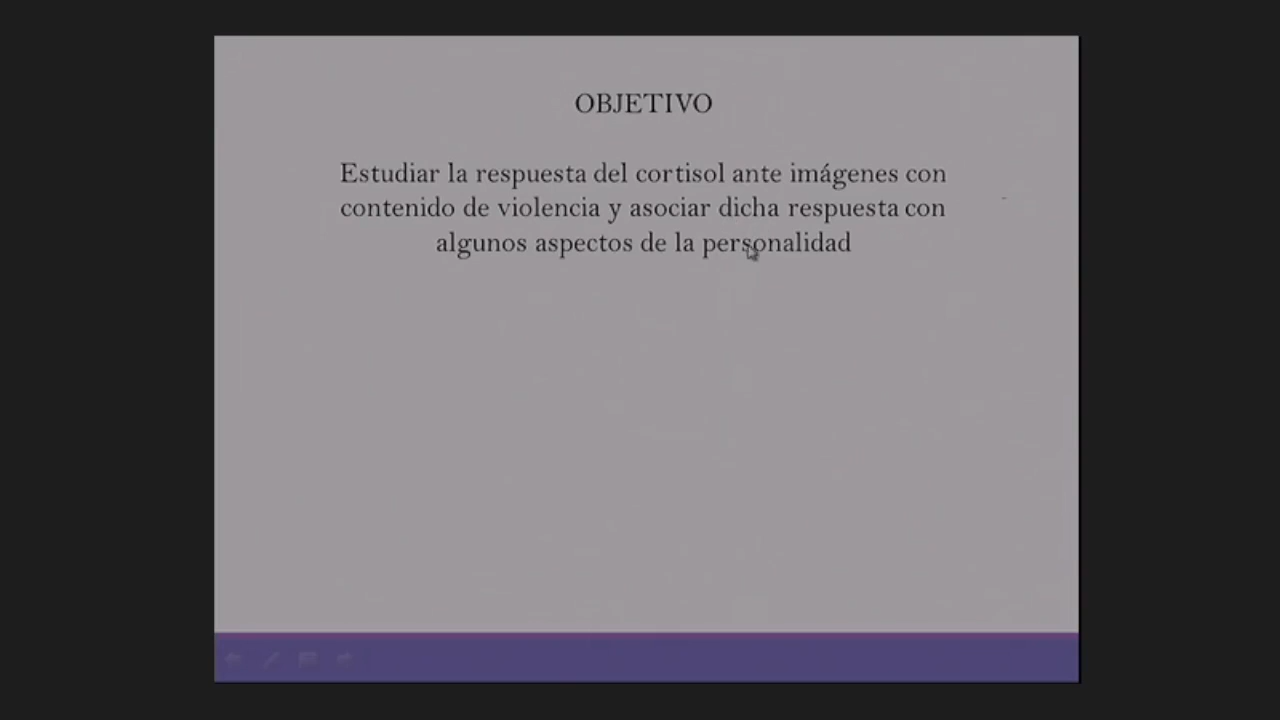 OBJETIVO
Estudiar la respuesta del cortisol ante imágenes con
contenido de violencia y asociar dicha respuesta con
algunos aspectos de la personalidad